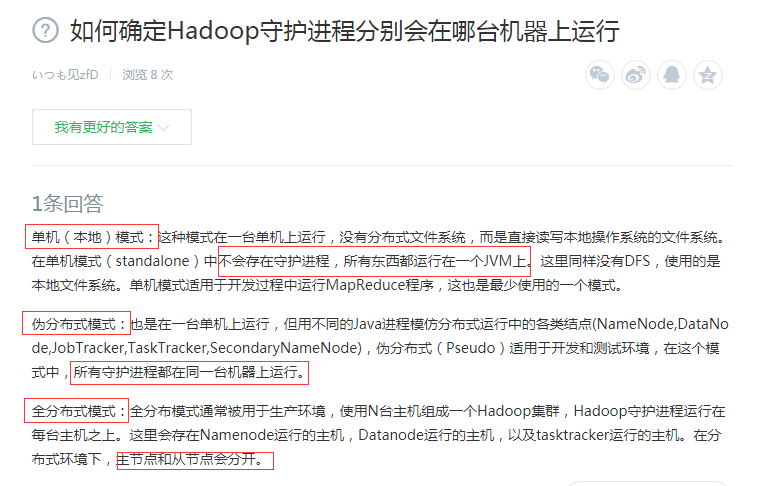 如何确定Hadoop守护进程分别会在哪台机器上运行
いつも见zfD 浏览 8 次
我有更好的答案
1条回答
单机（本地）模式：这种模式在一台单机上运行，没有分布式文件系统，而是直接读写本地操作系统的文件系统。
在单机模式（standalone）中不会存在守护进程，所有东西都运行在一个JVM上。这里同样没有DFS，使用的是
本地文件系统。单机模式适用于开发过程中运行MapReduce程序，这也是最少使用的一个模式。
伪分布式模式：也是在一台单机上运行，但用不同的Java进程模仿分布式运行中的各类结点(NameNode,DataNo
de,JobTracker,TaskTracker,SecondaryNameNode)，伪分布式（Pseudo）适用于开发和测试环境，在这个模
式中，所有守护进程都在同一台机器上运行。
全分布式模式：全分布模式通常被用于生产环境，使用N台主机组成一个Hadoop集群，Hadoop守护进程运行在
每台主机之上。这里会存在Namenode运行的主机，Datanode运行的主机，以及tasktracker运行的主机。在分
布式环境下，主节点和从节点会分开。